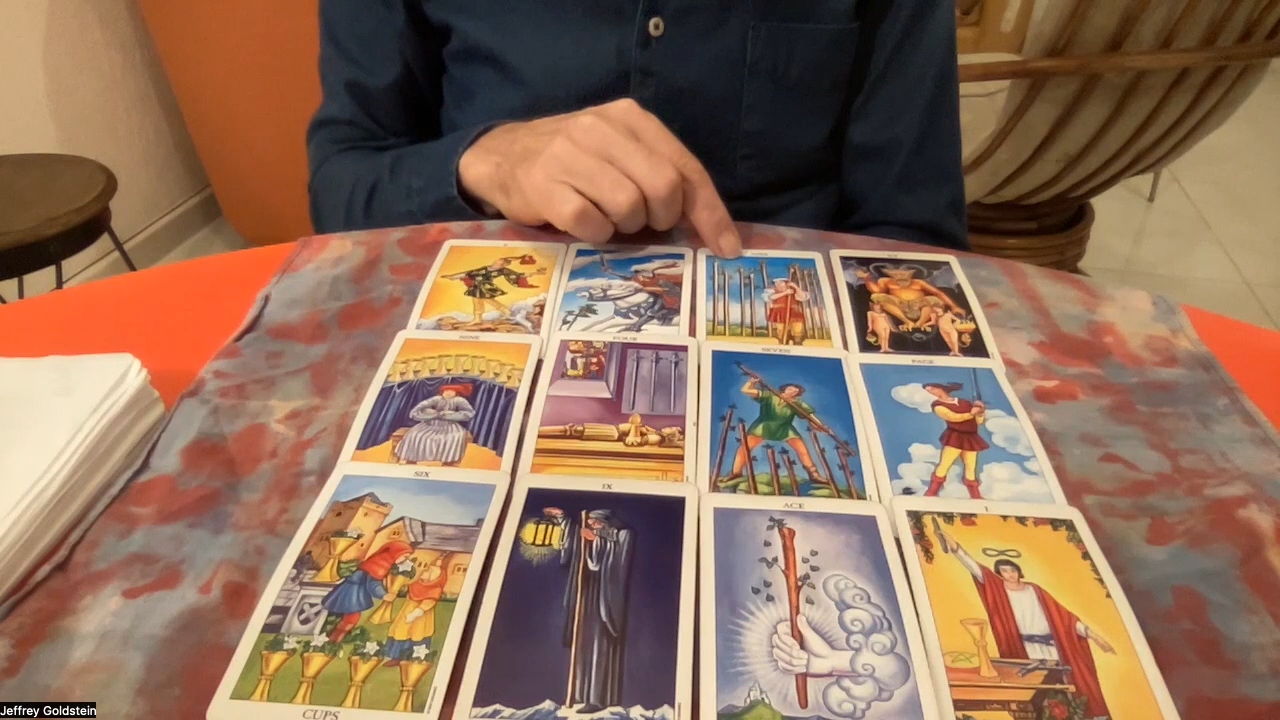 NINE
FOUR
SEVEN
PAGE
SIX
IX
ACE
I
CUPS
Jeffrey Goldstein